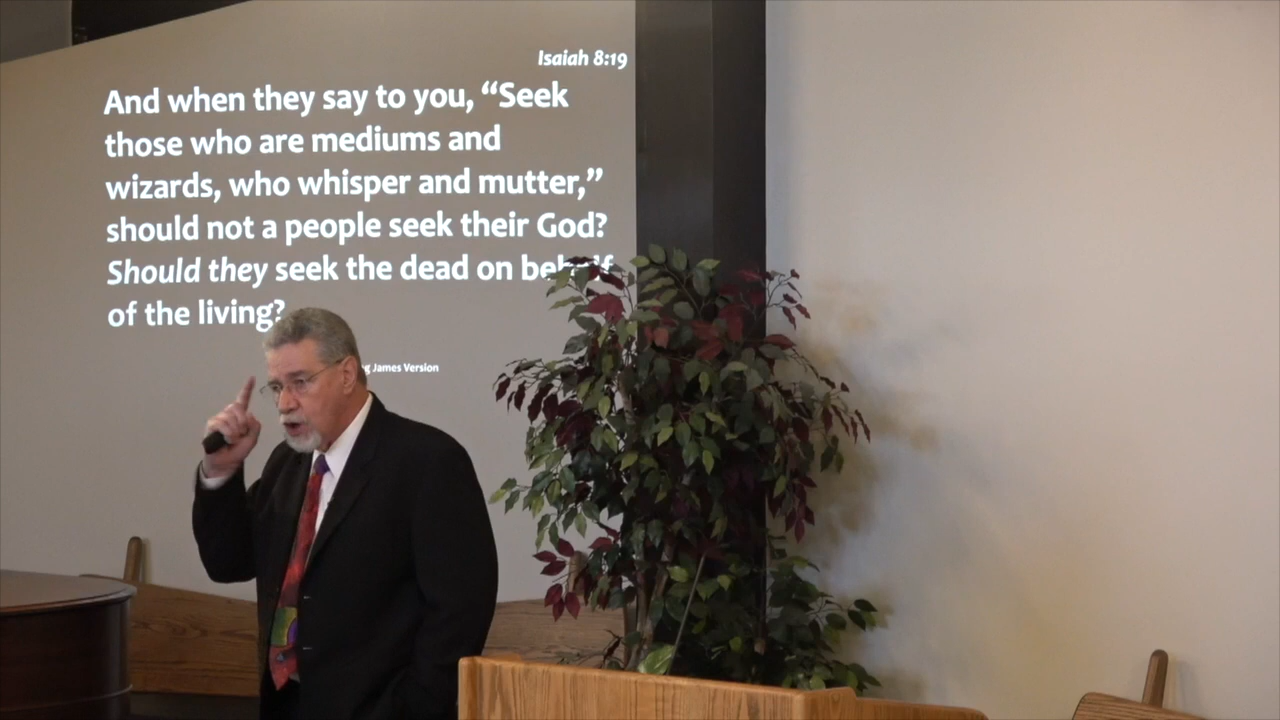 Isaiah 8:19
And when they say to you, “Seek
those who are mediums and
wizards, who whisper and mutter,”
should not a people seek their God?
Should they seek the dead on behalf
of the living?
James Version